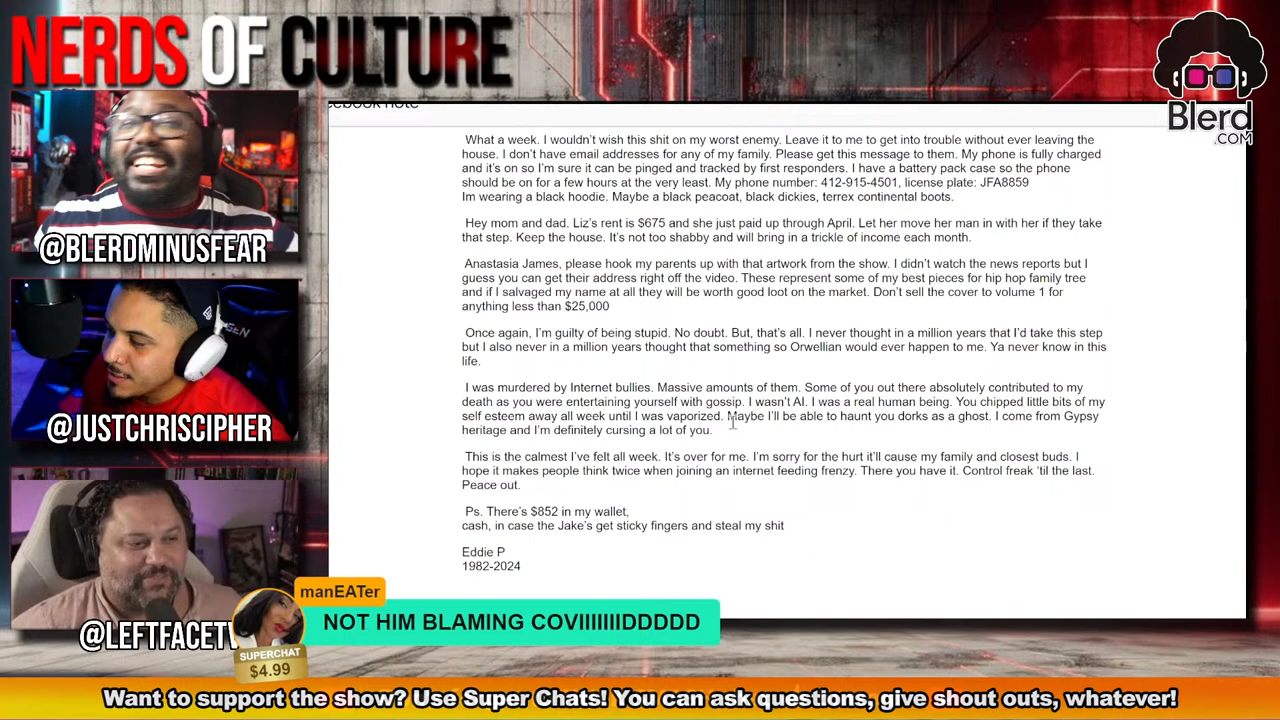 NERDS OF CULTURE
Blerd
.COM
ebook note
What a week. I wouldn't wish this shit on my worst enemy. Leave it to me to get into trouble without ever leaving the
house. I don't have email addresses for any of my family. Please get this message to them. My phone is fully charged
and it's on so I'm sure it can be pinged and tracked by first responders. I have a battery pack case so the phone
should be on for a few hours at the very least. My phone number: 412-915-4501, license plate: JFA8859
Im wearing a black hoodie. Maybe a black peacoat, black dickies, terrex continental boots.
Hey mom and dad. Liz's rent is $675 and she just paid up through April. Let her move her man in with her if they take
that step. Keep the house. It's not too shabby and will bring in a trickle of income each month.
Anastasia James, please hook my parents up with that artwork from the show. I didn't watch the news reports but I
guess you can get their address right off the video. These represent some of my best pieces for hip hop family tree
and if I salvaged my name at all they will be worth good loot on the market. Don't sell the cover to volume 1 for
anything less than $25,000
Once again, I'm guilty of being stupid. No doubt. But, that's all. I never thought in a million years that I'd take this step
but I also never in a million years thought that something so Orwellian would ever happen to me. Ya never know in this
life.
I was murdered by Internet bullies. Massive amounts of them. Some of you out there absolutely contributed to my
death as you were entertaining yourself with gossip. I wasn't AI. I was a real human being. You chipped little bits of my
self esteem away all week until I was vaporized. Maybe I'll be able to haunt you dorks as a ghost. I come from Gypsy
heritage and I'm definitely cursing a lot of you.
This is the calmest I've felt all week. It's over for me. I'm sorry for the hurt it'll cause my family and closest buds. I
hope it makes people think twice when joining an internet feeding frenzy. There you have it. Control freak 'til the last.
Peace out.
Ps. There's $852 in my wallet,
cash, in case the Jake's get sticky fingers and steal my shit
Eddie P
1982-2024
@BLERDMINUSFEAR
@JUSTCHRISCIPHER
@LEFTFACETV
manEATer
NOT HIM BLAMING COVIIIIIIIDDDDD
SUPERCHAT
$4.99
Want to support the show? Use Super Chats! You can ask questions, give shout outs, whatever!